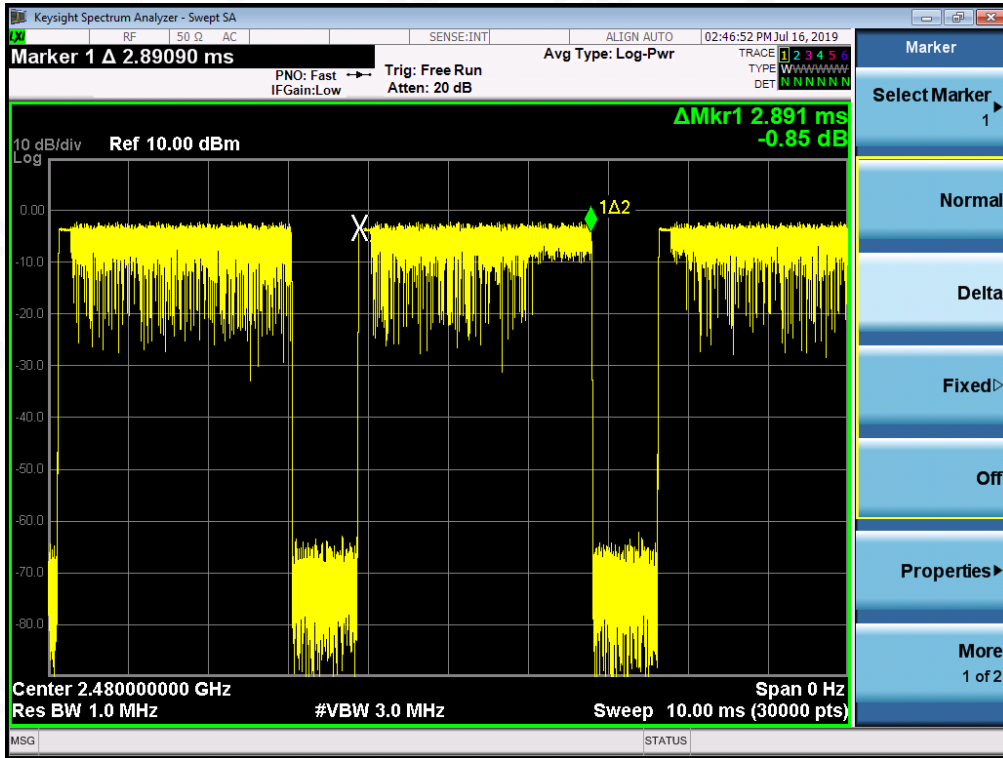 Keysight Spectrum Analyzer - Swept SA
LXI RF 50 Ω AC SENSE:INT ALIGN AUTO 02:46:52 PM Jul 16, 2019
Marker 1 Δ 2.89090 ms
PNO: Fast
IFGain:Low
Trig: Free Run
Atten: 20 dB
Avg Type: Log-Pwr
TRACE 1 2 3 4 5 6
TYPE WWWWWW
DET N N N N N N
ΔMkr1 2.891 ms
-0.85 dB
10 dB/div Ref 10.00 dBm
Log
1Δ2
X
0.00
-10.0
-20.0
-30.0
-40.0
-50.0
-60.0
-70.0
-80.0
Center 2.480000000 GHz Span 0 Hz
Res BW 1.0 MHz #VBW 3.0 MHz Sweep 10.00 ms (30000 pts)
MSG STATUS
Marker
Select Marker
1
Normal
Delta
Fixed
Off
Properties
More
1 of 2